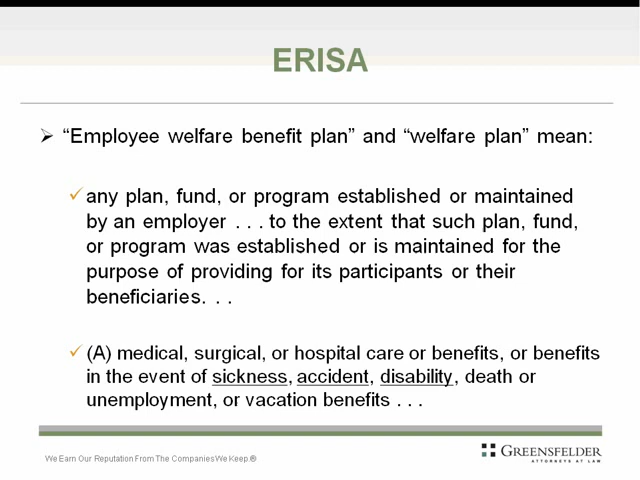 ERISA
➢ “Employee welfare benefit plan” and “welfare plan” mean:
✓ any plan, fund, or program established or maintained
by an employer . . . to the extent that such plan, fund,
or program was established or is maintained for the
purpose of providing for its participants or their
beneficiaries. . .
✓ (A) medical, surgical, or hospital care or benefits, or benefits
in the event of sickness, accident, disability, death or
unemployment, or vacation benefits . . .
We Earn Our Reputation From The Companies We Keep.®
GREENSFELDER
ATTORNEYS AT LAW